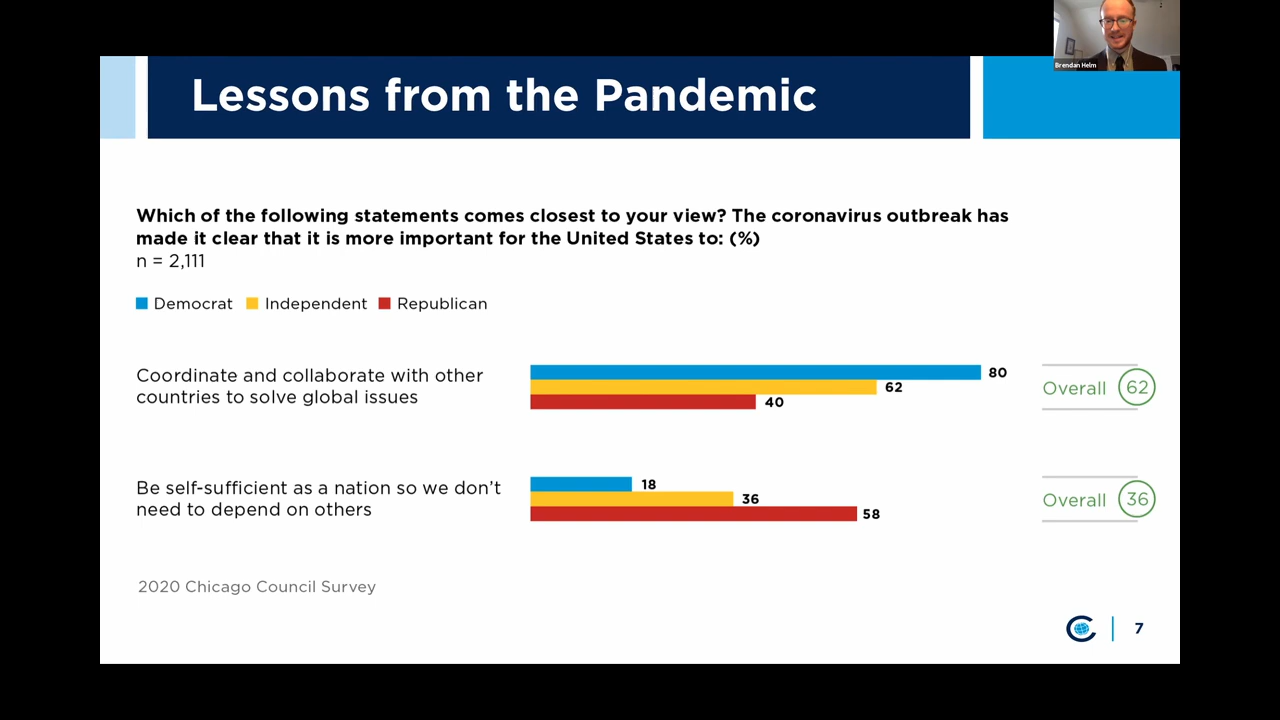 Brendan Helm
Lessons from the Pandemic
Which of the following statements comes closest to your view? The coronavirus outbreak has
made it clear that it is more important for the United States to: (%)
n = 2,111
Democrat Independent Republican
Coordinate and collaborate with other
countries to solve global issues
80
62
40
Overall 62
Be self-sufficient as a nation so we don’t
need to depend on others
18
36
58
Overall 36
2020 Chicago Council Survey
7